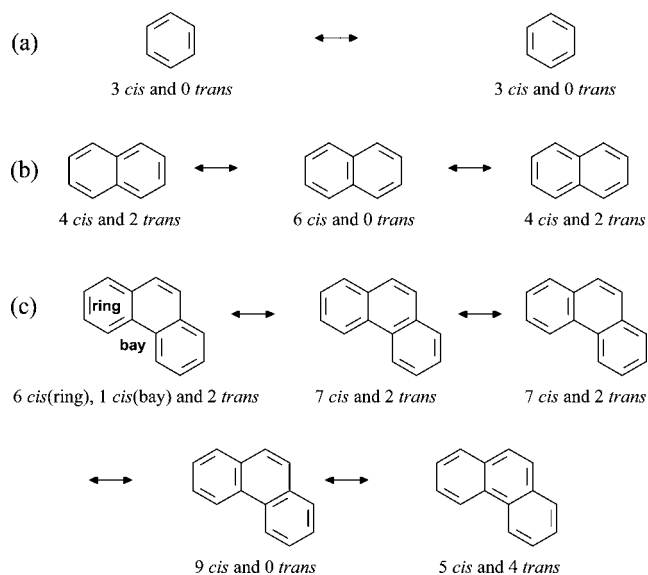 (a)
3 cis and 0 trans 3 cis and 0 trans
(b)
4 cis and 2 trans 6 cis and 0 trans 4 cis and 2 trans
(c)
ring
bay
6 cis(ring), 1 cis(bay) and 2 trans 7 cis and 2 trans 7 cis and 2 trans
9 cis and 0 trans 5 cis and 4 trans